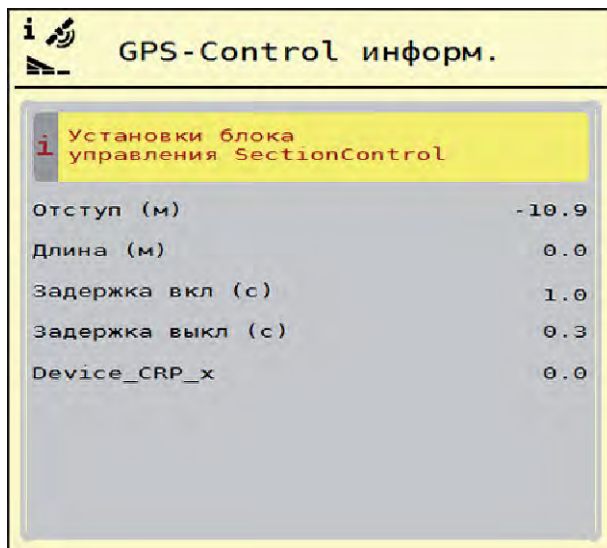 i
GPS-Control информ.
i
Установки блока
управления SectionControl
Отступ (м) -10.9
Длина (м) 0.0
Задержка вкл (с) 1.0
Задержка выкл (с) 0.3
Device_CRP_x 0.0